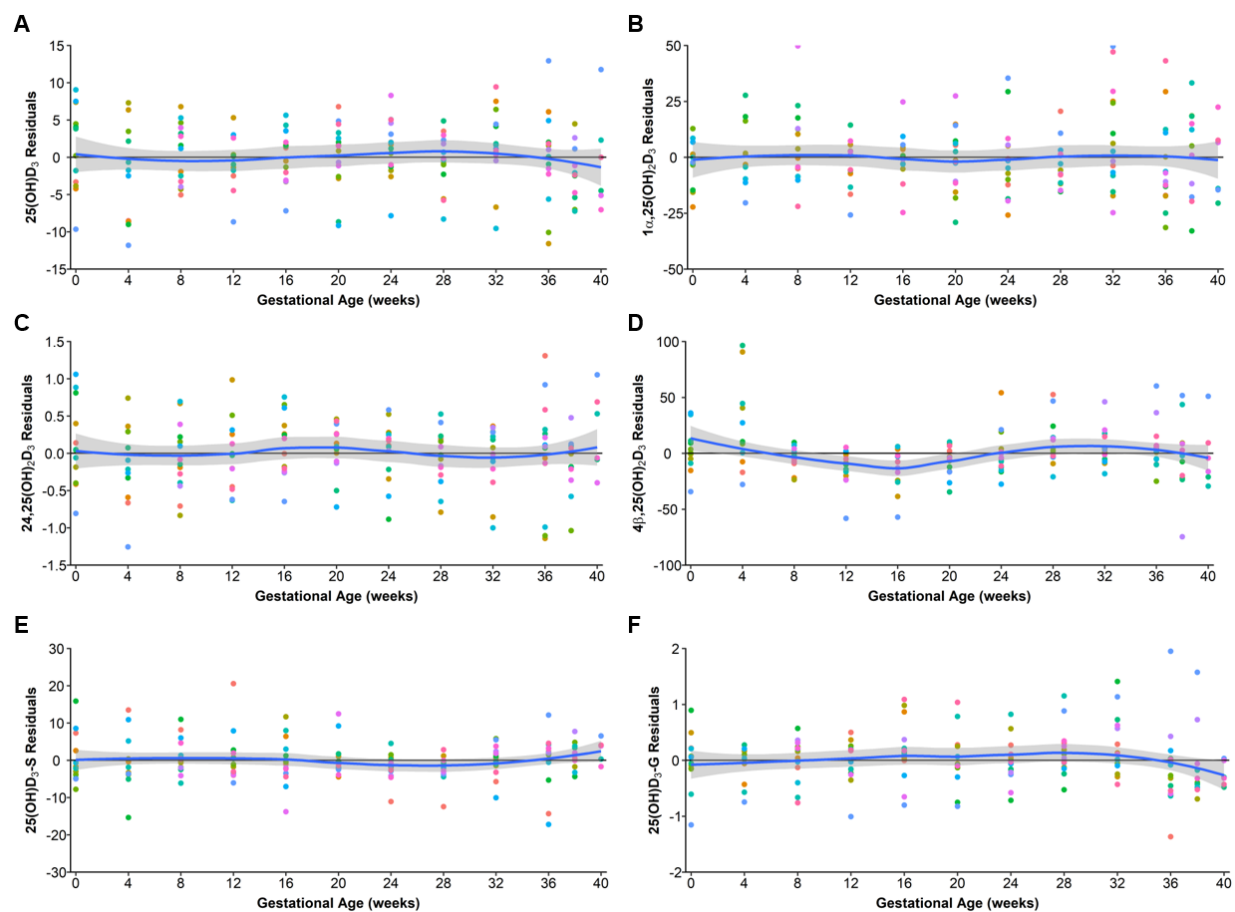 A
25(OH)D₃ Residuals
15
10
5
0
-5
-10
-15
0 4 8 12 16 20 24 28 32 36 40
Gestational Age (weeks)
B
1α,25(OH)₂D₃ Residuals
50
25
0
-25
-50
0 4 8 12 16 20 24 28 32 36 40
Gestational Age (weeks)
C
24,25(OH)₂D₃ Residuals
1.5
1.0
0.5
0.0
-0.5
-1.0
-1.5
0 4 8 12 16 20 24 28 32 36 40
Gestational Age (weeks)
D
4β,25(OH)₂D₃ Residuals
100
50
0
-50
-100
0 4 8 12 16 20 24 28 32 36 40
Gestational Age (weeks)
E
25(OH)D₃-S Residuals
30
20
10
0
-10
-20
-30
0 4 8 12 16 20 24 28 32 36 40
Gestational Age (weeks)
F
25(OH)D₃-G Residuals
2
1
0
-1
-2
0 4 8 12 16 20 24 28 32 36 40
Gestational Age (weeks)